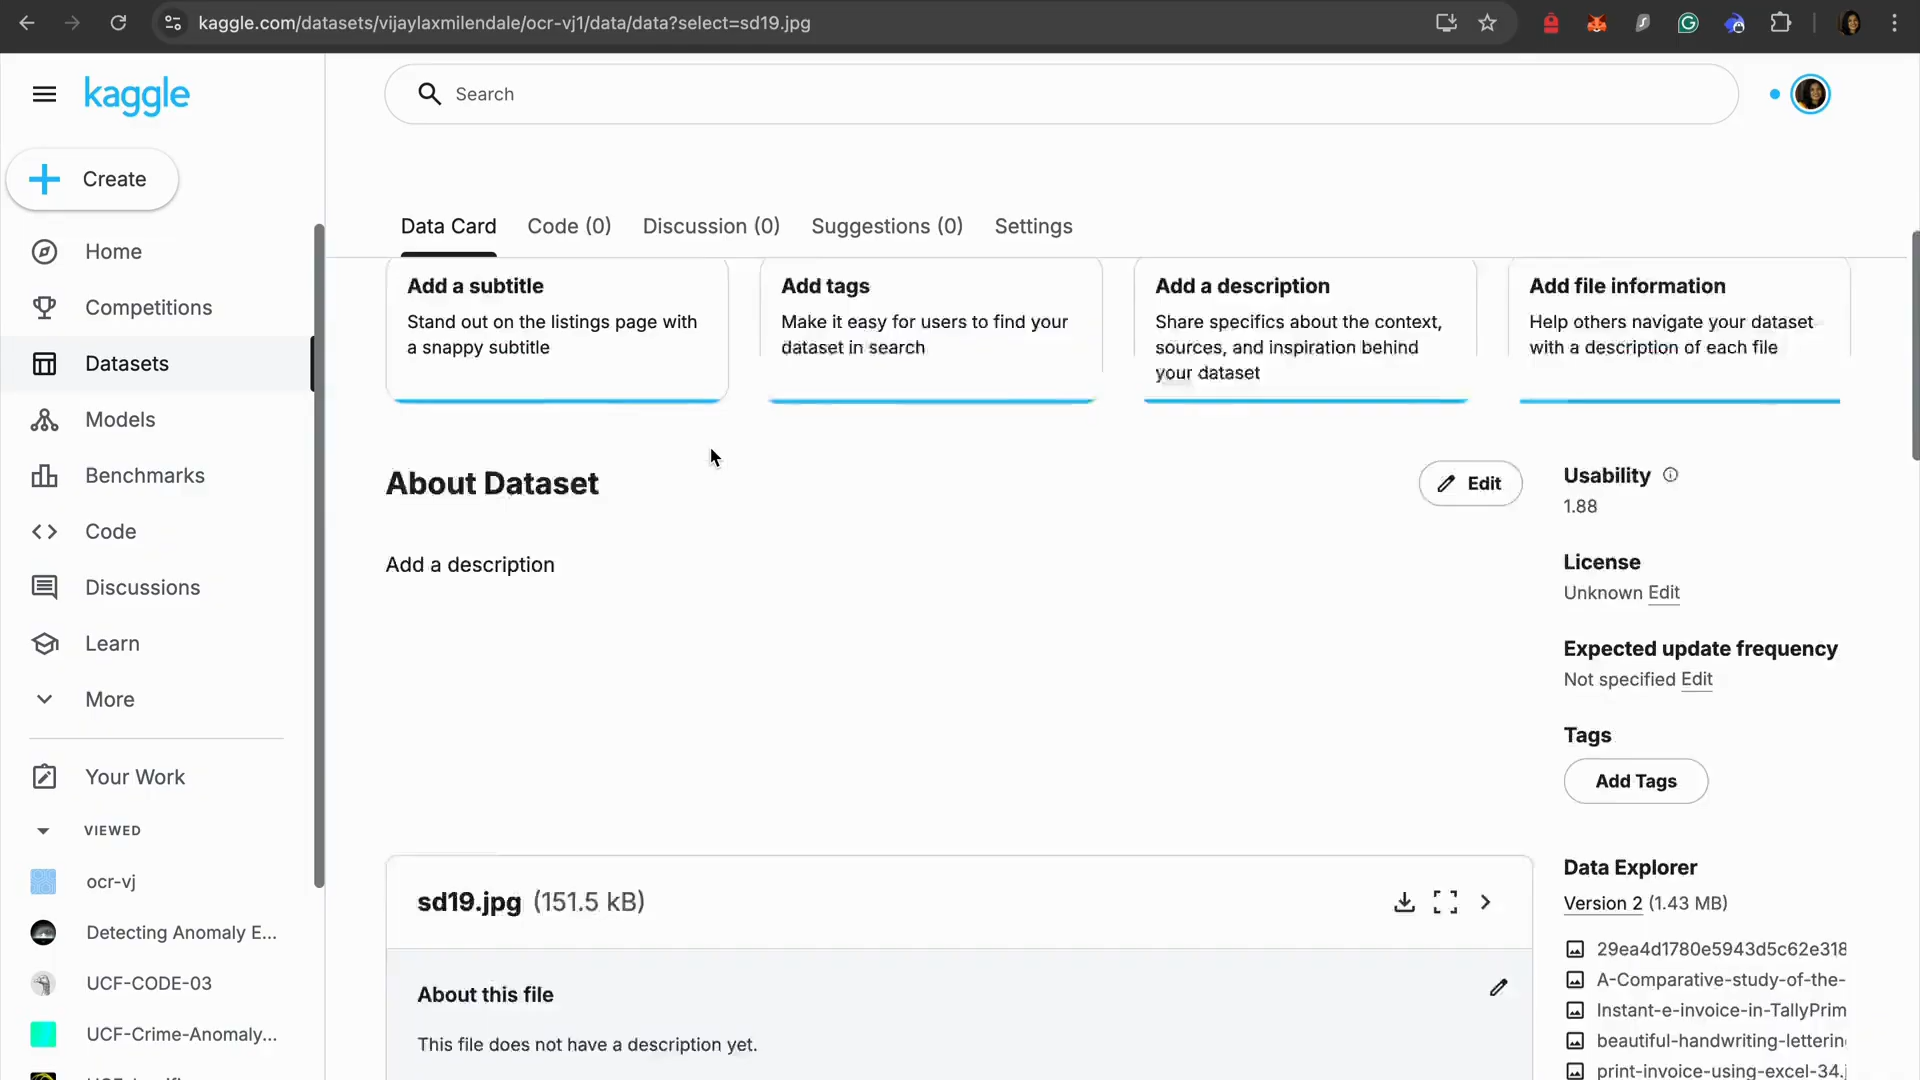 kaggle.com/datasets/vijaylaxmilendale/ocr-vj1/data/data?select=sd19.jpg
kaggle
Search
Create
Home
Competitions
Datasets
Models
Benchmarks
Code
Discussions
Learn
More
Your Work
VIEWED
ocr-vj
Detecting Anomaly E...
UCF-CODE-03
UCF-Crime-Anomaly...
Data Card
Code (0)
Discussion (0)
Suggestions (0)
Settings
Add a subtitle
Stand out on the listings page with
a snappy subtitle
Add tags
Make it easy for users to find your
dataset in search
Add a description
Share specifics about the context,
sources, and inspiration behind
your dataset
Add file information
Help others navigate your dataset
with a description of each file
About Dataset
Edit
Add a description
Usability
1.88
License
Unknown Edit
Expected update frequency
Not specified Edit
Tags
Add Tags
sd19.jpg (151.5 kB)
About this file
This file does not have a description yet.
Data Explorer
Version 2 (1.43 MB)
29ea4d1780e5943d5c62e318
A-Comparative-study-of-the-
Instant-e-invoice-in-TallyPrim
beautiful-handwriting-lettering
print-invoice-using-excel-34.j